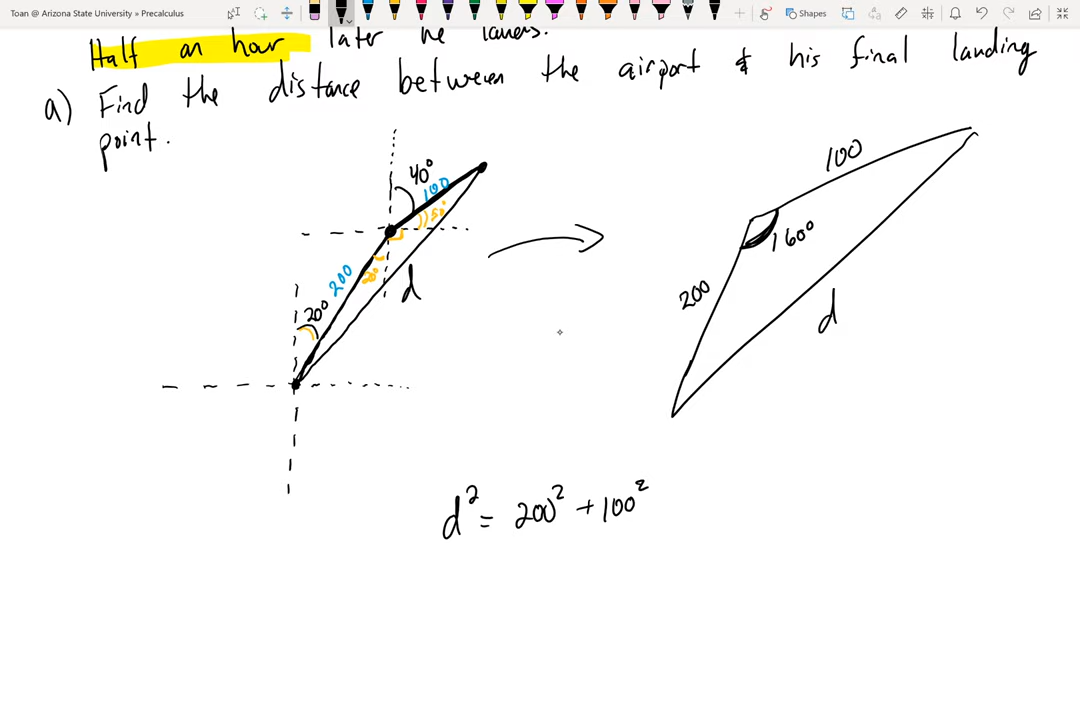 Toan @ Arizona State University » Precalculus
Shapes
Half an hour later he lands.
a) Find the distance between the airport & his final landing
point.
40°
100
50°
20°
200
20°
d
100
160°
200
d
d² = 200² + 100²